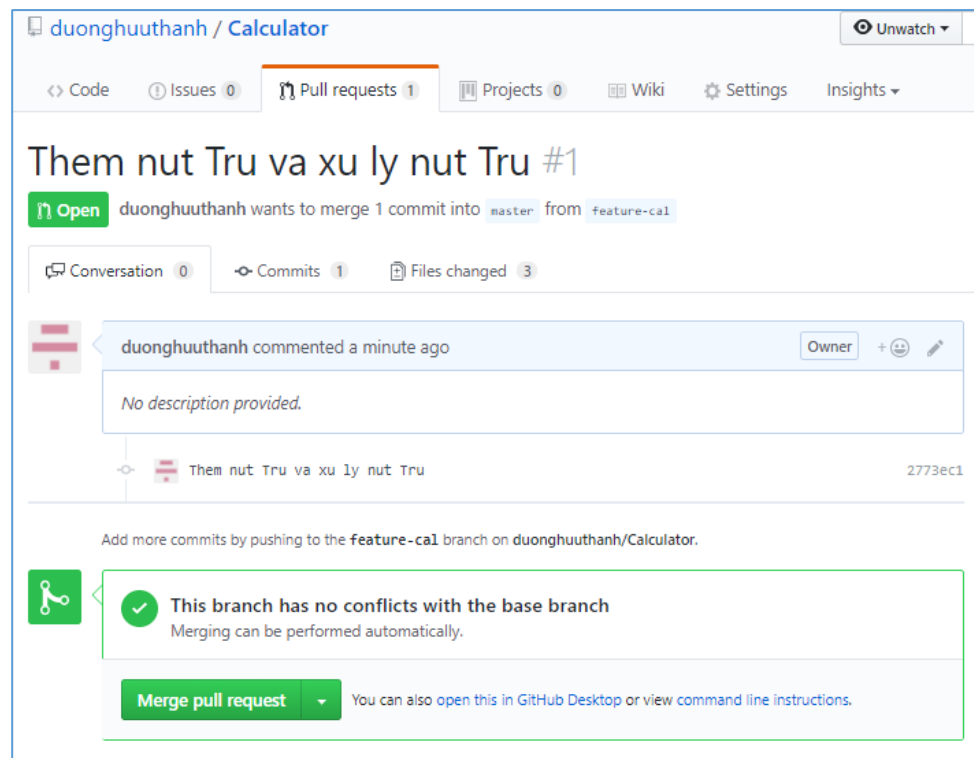 duonghuuthanh / Calculator
Unwatch
Code
Issues 0
Pull requests 1
Projects 0
Wiki
Settings
Insights
Them nut Tru va xu ly nut Tru #1
Open
duonghuuthanh wants to merge 1 commit into master from feature-cal
Conversation 0
Commits 1
Files changed 3
duonghuuthanh commented a minute ago
Owner
No description provided.
Them nut Tru va xu ly nut Tru
2773ec1
Add more commits by pushing to the feature-cal branch on duonghuuthanh/Calculator.
This branch has no conflicts with the base branch
Merging can be performed automatically.
Merge pull request
You can also open this in GitHub Desktop or view command line instructions.